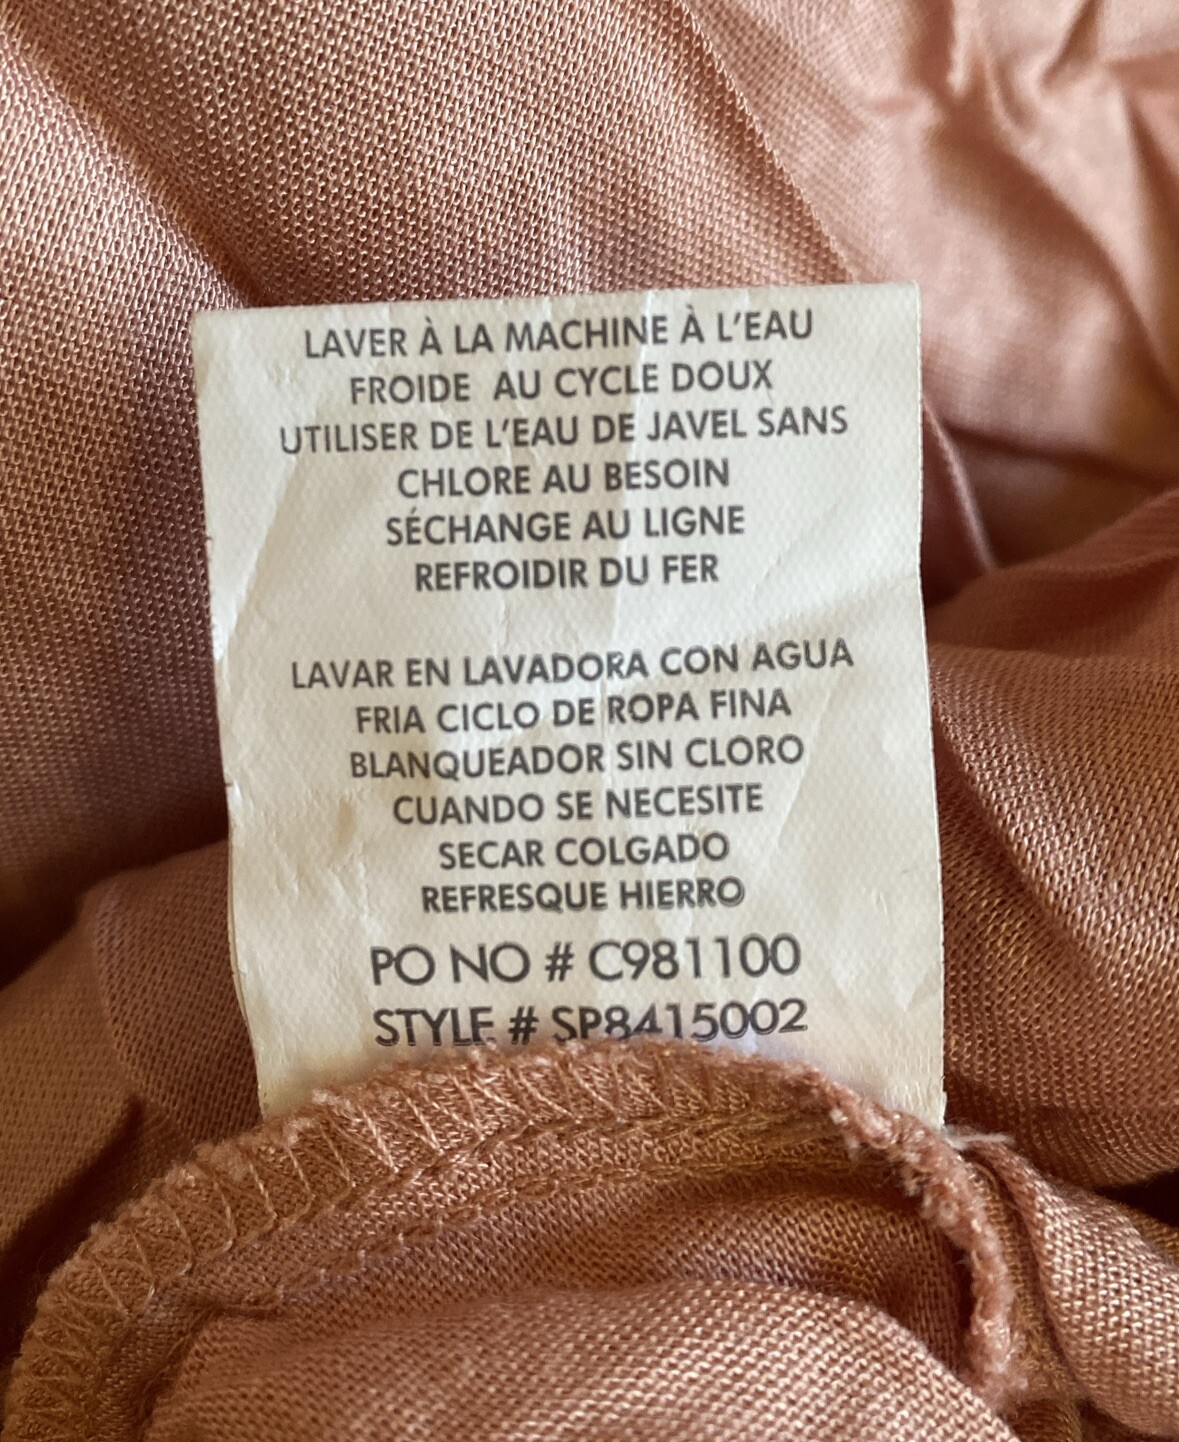 LAVER À LA MACHINE À L'EAU
FROIDE AU CYCLE DOUX
UTILISER DE L'EAU DE JAVEL SANS
CHLORE AU BESOIN
SÉCHANGE AU LIGNE
REFROIDIR DU FER
LAVAR EN LAVADORA CON AGUA
FRIA CICLO DE ROPA FINA
BLANQUEADOR SIN CLORO
CUANDO SE NECESITE
SECAR COLGADO
REFRESQUE HIERRO
PO NO # C981100
STYLE # SP8415002